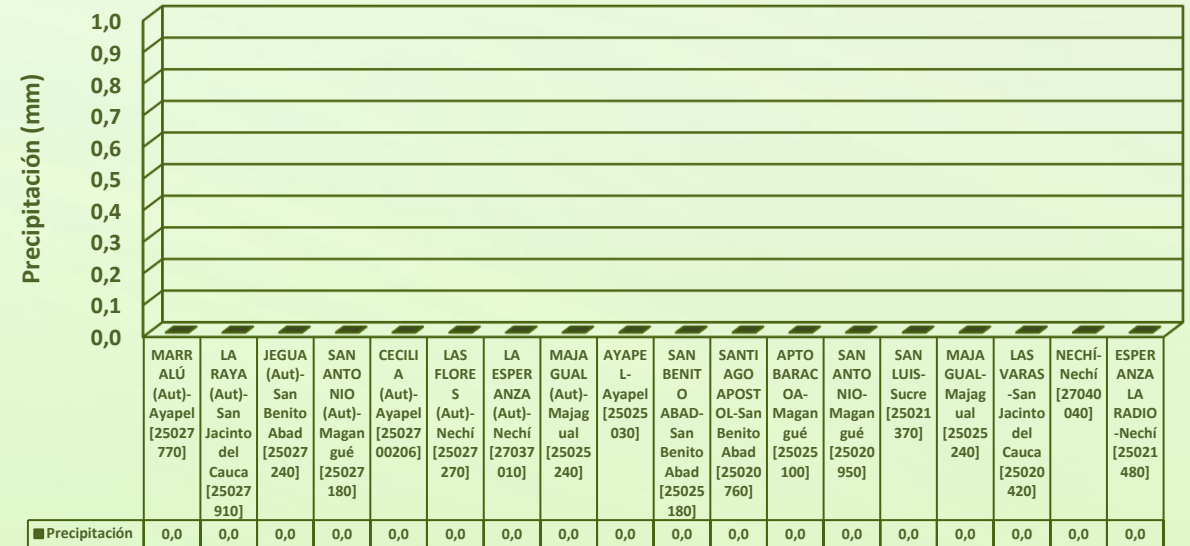 Precipitación (mm)
1,0
0,9
0,8
0,7
0,6
0,5
0,4
0,3
0,2
0,1
0,0
MARR
ALÚ
(Aut)-
Ayapel
[25027
770]
LA
RAYA
(Aut)-
San
Jacinto
del
Cauca
[25027
910]
JEGUA
(Aut)-
San
Benito
Abad
[25027
240]
SAN
ANTO
NIO
(Aut)-
Magan
gué
[25027
180]
CECILI
A
(Aut)-
Ayapel
[25027
00206]
LAS
FLORE
S
(Aut)-
Nechí
[25027
270]
LA
ESPER
ANZA
(Aut)-
Nechí
[27037
010]
MAJA
GUAL
(Aut)-
Majag
ual
[25025
240]
AYAPE
L-
Ayapel
[25025
030]
SAN
BENIT
O
ABAD-
San
Benito
Abad
[25025
180]
SANTI
AGO
APOST
OL-San
Benito
Abad
[25020
760]
APTO
BARAC
OA-
Magan
gué
[25025
100]
SAN
ANTO
NIO-
Magan
gué
[25020
950]
SAN
LUIS-
Sucre
[25021
370]
MAJA
GUAL-
Majag
ual
[25025
240]
LAS
VARAS
-San
Jacinto
del
Cauca
[25020
420]
NECHÍ-
Nechí
[27040
040]
ESPER
ANZA
LA
RADIO
-Nechí
[25021
480]
Precipitación 0,0 0,0 0,0 0,0 0,0 0,0 0,0 0,0 0,0 0,0 0,0 0,0 0,0 0,0 0,0 0,0 0,0 0,0